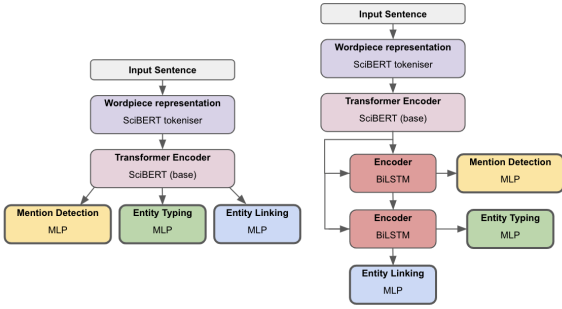 Input Sentence
Wordpiece representation
SciBERT tokeniser
Transformer Encoder
SciBERT (base)
Mention Detection
MLP
Entity Typing
MLP
Entity Linking
MLP
Input Sentence
Wordpiece representation
SciBERT tokeniser
Transformer Encoder
SciBERT (base)
Encoder
BiLSTM
Mention Detection
MLP
Encoder
BiLSTM
Entity Typing
MLP
Entity Linking
MLP